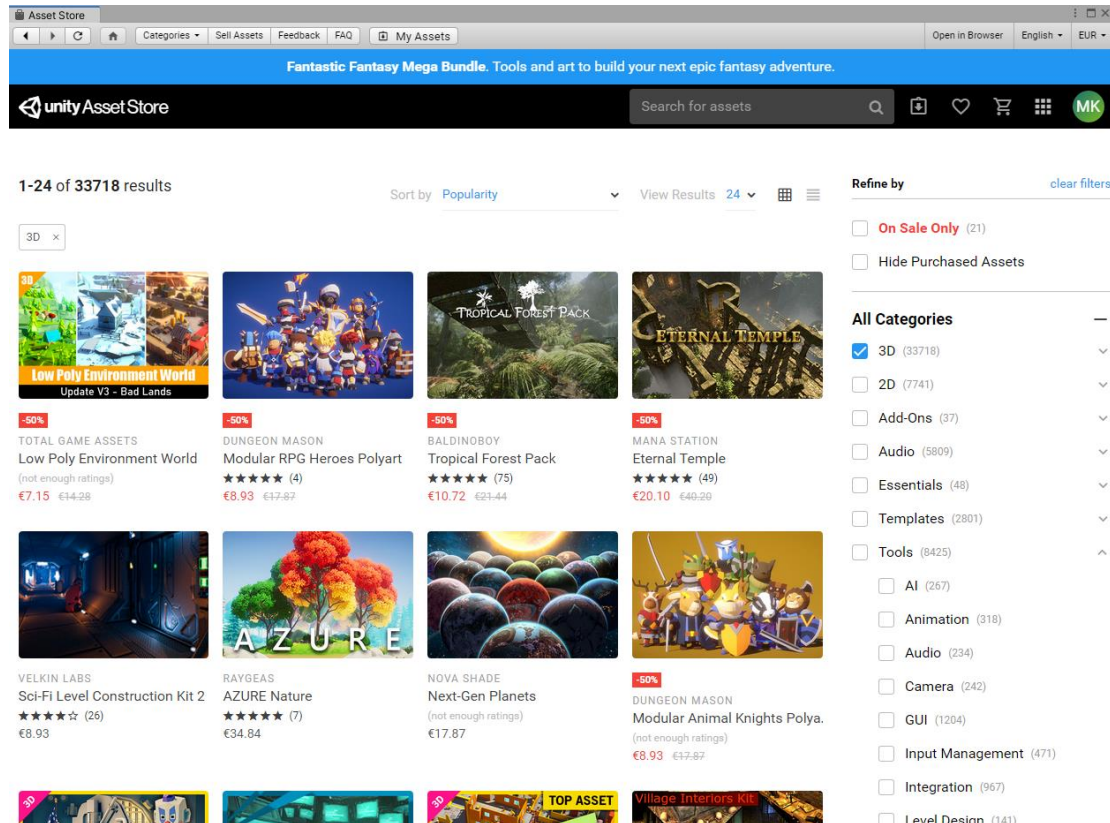 Asset Store
Categories
Sell Assets
Feedback
FAQ
My Assets
Open in Browser
English
EUR
Fantastic Fantasy Mega Bundle. Tools and art to build your next epic fantasy adventure.
unity Asset Store
Search for assets
MK
1-24 of 33718 results
Sort by Popularity
View Results 24
3D ×
3D
Low Poly Environment World
Update V3 - Bad Lands
-50%
TOTAL GAME ASSETS
Low Poly Environment World
(not enough ratings)
€7.15 €14.28
-50%
DUNGEON MASON
Modular RPG Heroes Polyart
★★★★★ (4)
€8.93 €17.87
TROPICAL FOREST PACK
-50%
BALDINOBOY
Tropical Forest Pack
★★★★★ (75)
€10.72 €21.44
ETERNAL TEMPLE
-50%
MANA STATION
Eternal Temple
★★★★★ (49)
€20.10 €40.20
VELKIN LABS
Sci-Fi Level Construction Kit 2
★★★★☆ (26)
€8.93
AZURE
RAYGEAS
AZURE Nature
★★★★★ (7)
€34.84
NOVA SHADE
Next-Gen Planets
(not enough ratings)
€17.87
-50%
DUNGEON MASON
Modular Animal Knights Polya.
(not enough ratings)
€8.93 €17.87
3D
3D
TOP ASSET
Village Interiors Kit
Refine by
clear filters
On Sale Only (21)
Hide Purchased Assets
All Categories
3D (33718)
2D (7741)
Add-Ons (37)
Audio (5809)
Essentials (48)
Templates (2801)
Tools (8425)
AI (267)
Animation (318)
Audio (234)
Camera (242)
GUI (1204)
Input Management (471)
Integration (967)
Level Design (141)